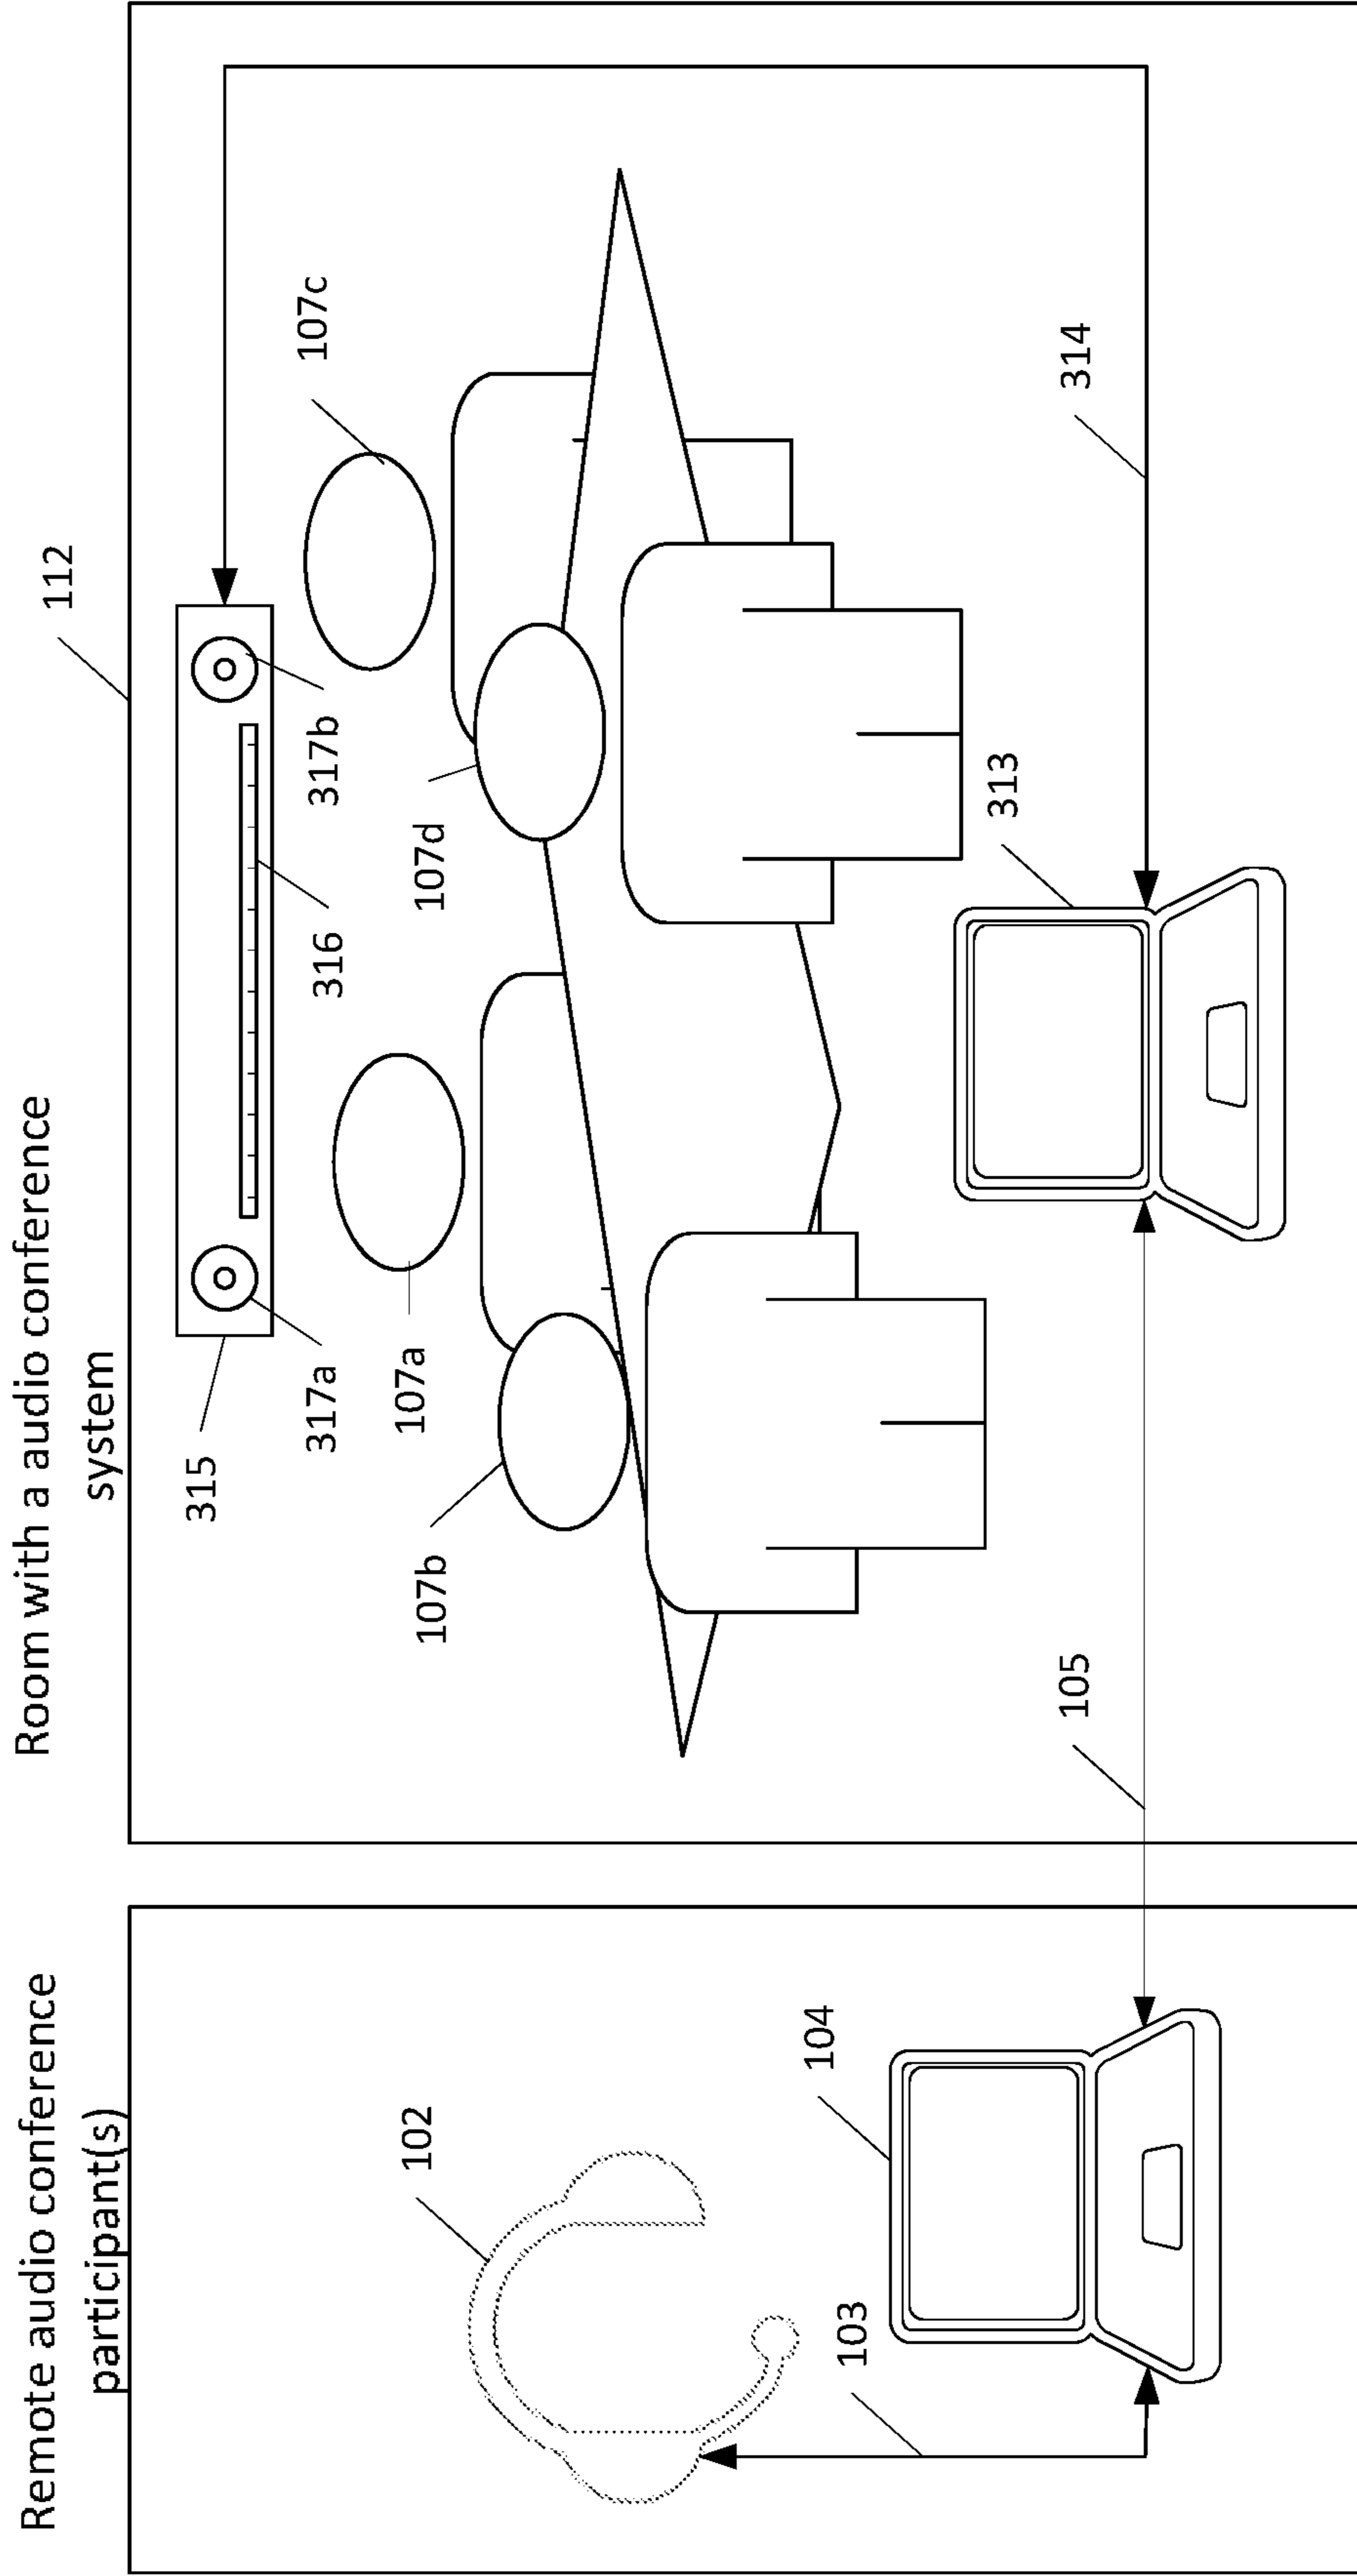 Remote audio conference
participant(s)
Room with a audio conference
system
112
315
317a
316
317b
107a
107c
107b
107d
102
104
103
105
313
314